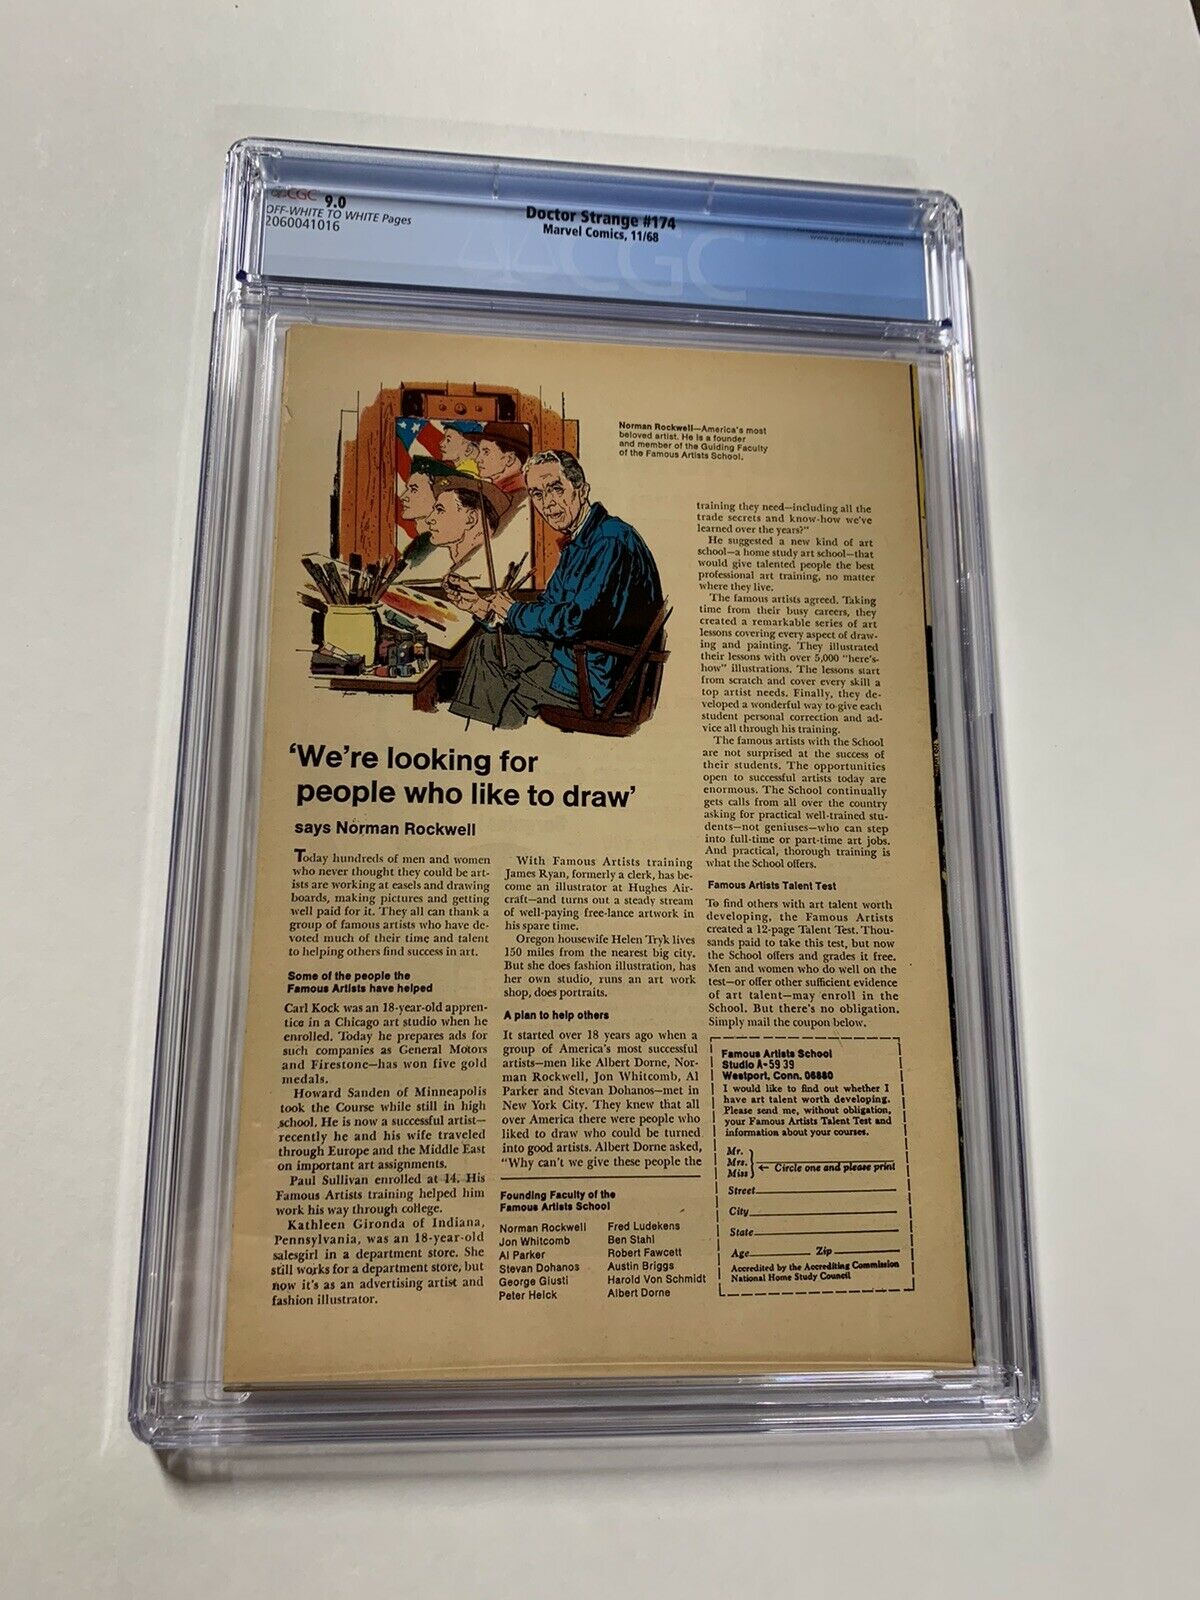 CGC 9.0
OFF-WHITE TO WHITE Pages
2060041016
Doctor Strange #174
Marvel Comics, 11/68
www.cgccomics.com/terms
CGC
Norman Rockwell—America's most
beloved artist. He is a founder
and member of the Guiding Faculty
of the Famous Artists School.
'We're looking for
people who like to draw'
says Norman Rockwell
Today hundreds of men and women
who never thought they could be art-
ists are working at easels and drawing
boards, making pictures and getting
well paid for it. They all can thank a
group of famous artists who have de-
voted much of their time and talent
to helping others find success in art.
Some of the people the
Famous Artists have helped
Carl Kock was an 18-year-old appren-
tice in a Chicago art studio when he
enrolled. Today he prepares ads for
such companies as General Motors
and Firestone—has won five gold
medals.
Howard Sanden of Minneapolis
took the Course while still in high
school. He is now a successful artist—
recently he and his wife traveled
through Europe and the Middle East
on important art assignments.
Paul Sullivan enrolled at 14. His
Famous Artists training helped him
work his way through college.
Kathleen Gironda of Indiana,
Pennsylvania, was an 18-year-old
salesgirl in a department store. She
still works for a department store, but
now it's as an advertising artist and
fashion illustrator.
With Famous Artists training
James Ryan, formerly a clerk, has be-
come an illustrator at Hughes Air-
craft—and turns out a steady stream
of well-paying free-lance artwork in
his spare time.
Oregon housewife Helen Tryk lives
150 miles from the nearest big city.
But she does fashion illustration, has
her own studio, runs an art work
shop, does portraits.
A plan to help others
It started over 18 years ago when a
group of America's most successful
artists—men like Albert Dorne, Nor-
man Rockwell, Jon Whitcomb, Al
Parker and Stevan Dohanos—met in
New York City. They knew that all
over America there were people who
liked to draw who could be turned
into good artists. Albert Dorne asked,
"Why can't we give these people the
Founding Faculty of the
Famous Artists School
Norman Rockwell
Jon Whitcomb
Al Parker
Stevan Dohanos
George Giusti
Peter Helck
Fred Ludekens
Ben Stahl
Robert Fawcett
Austin Briggs
Harold Von Schmidt
Albert Dorne
training they need—including all the
trade secrets and know-how we've
learned over the years?"
He suggested a new kind of art
school—a home study art school—that
would give talented people the best
professional art training, no matter
where they live.
The famous artists agreed. Taking
time from their busy careers, they
created a remarkable series of art
lessons covering every aspect of draw-
ing and painting. They illustrated
their lessons with over 5,000 "here's-
how" illustrations. The lessons start
from scratch and cover every skill a
top artist needs. Finally, they de-
veloped a wonderful way to give each
student personal correction and ad-
vice all through his training.
The famous artists with the School
are not surprised at the success of
their students. The opportunities
open to successful artists today are
enormous. The School continually
gets calls from all over the country
asking for practical well-trained stu-
dents—not geniuses—who can step
into full-time or part-time art jobs.
And practical, thorough training is
what the School offers.
Famous Artists Talent Test
To find others with art talent worth
developing, the Famous Artists
created a 12-page Talent Test. Thou-
sands paid to take this test, but now
the School offers and grades it free.
Men and women who do well on the
test—or offer other sufficient evidence
of art talent—may enroll in the
School. But there's no obligation.
Simply mail the coupon below.
Famous Artists School
Studio A-5939
Westport, Conn. 06880
I would like to find out whether I
have art talent worth developing.
Please send me, without obligation,
your Famous Artists Talent Test and
information about your courses.
Mr.
Mrs.
Miss
← Circle one and please print
Street
City
State
Age Zip
Accredited by the Accrediting Commission
National Home Study Council